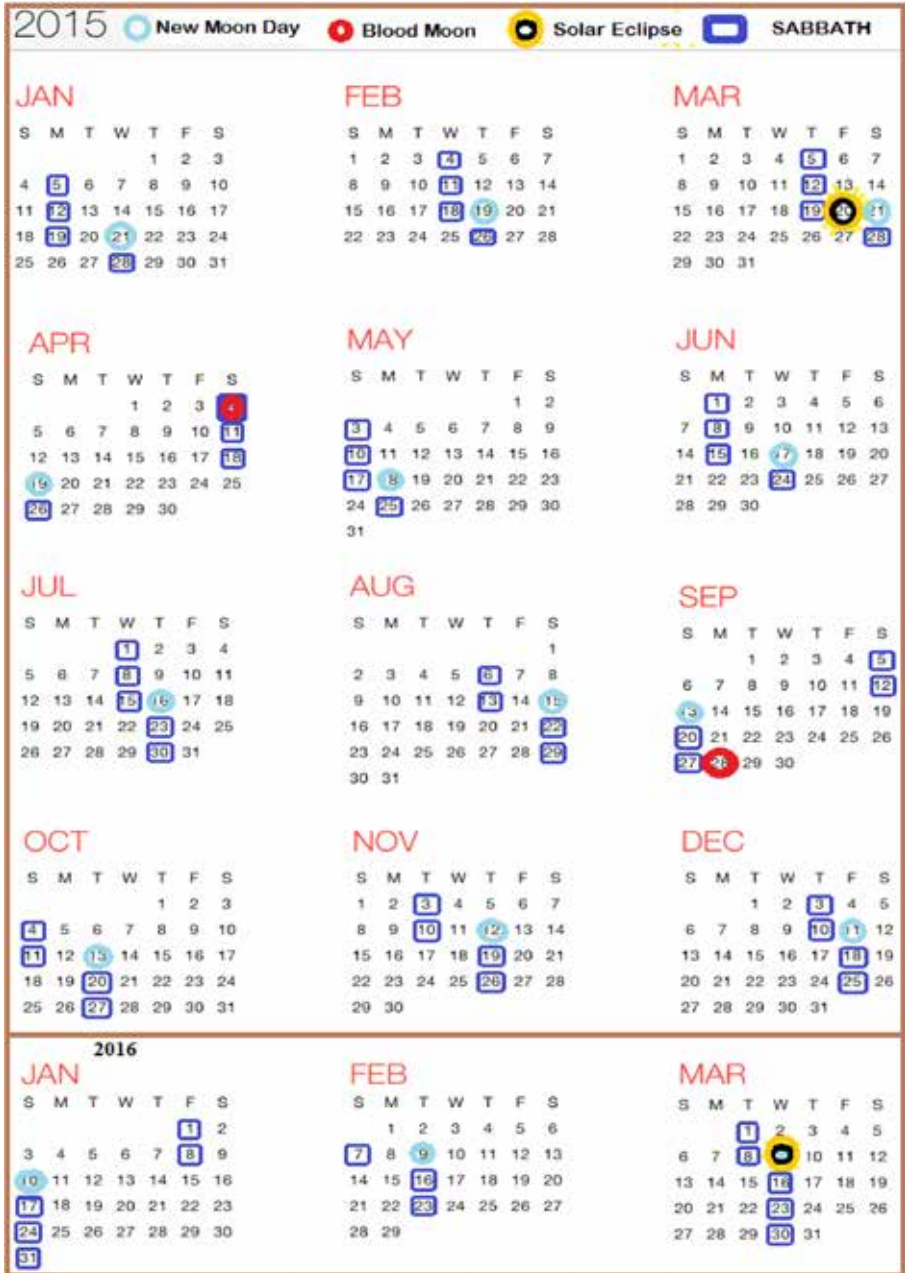 2015 New Moon Day Blood Moon Solar Eclipse SABBATH
JAN FEB MAR
S M T W T F S S M T W T F S S M T W T F S
1 2 3 1 2 3 4 5 6 7 1 2 3 4 5 6 7
4 5 6 7 8 9 10 8 9 10 11 12 13 14 8 9 10 11 12 13 14
11 12 13 14 15 16 17 15 16 17 18 19 20 21 15 16 17 18 19 20 21
18 19 20 21 22 23 24 22 23 24 25 26 27 28 22 23 24 25 26 27 28
25 26 27 28 29 30 31 29 30 31
APR MAY JUN
S M T W T F S S M T W T F S S M T W T F S
1 2 3 4 1 2 1 2 3 4 5 6
5 6 7 8 9 10 11 3 4 5 6 7 8 9 7 8 9 10 11 12 13
12 13 14 15 16 17 18 10 11 12 13 14 15 16 14 15 16 17 18 19 20
19 20 21 22 23 24 25 17 18 19 20 21 22 23 21 22 23 24 25 26 27
26 27 28 29 30 24 25 26 27 28 29 30 28 29 30
31
JUL AUG SEP
S M T W T F S S M T W T F S S M T W T F S
1 2 3 4 1 1 2 3 4 5
5 6 7 8 9 10 11 2 3 4 5 6 7 8 6 7 8 9 10 11 12
12 13 14 15 16 17 18 9 10 11 12 13 14 15 13 14 15 16 17 18 19
19 20 21 22 23 24 25 16 17 18 19 20 21 22 20 21 22 23 24 25 26
26 27 28 29 30 31 23 24 25 26 27 28 29 27 28 29 30
30 31
OCT NOV DEC
S M T W T F S S M T W T F S S M T W T F S
1 2 3 1 2 3 4 5 6 7 1 2 3 4 5
4 5 6 7 8 9 10 8 9 10 11 12 13 14 6 7 8 9 10 11 12
11 12 13 14 15 16 17 15 16 17 18 19 20 21 13 14 15 16 17 18 19
18 19 20 21 22 23 24 22 23 24 25 26 27 28 20 21 22 23 24 25 26
25 26 27 28 29 30 31 29 30 27 28 29 30 31
2016
JAN FEB MAR
S M T W T F S S M T W T F S S M T W T F S
1 2 1 2 3 4 5 6 1 2 3 4 5
3 4 5 6 7 8 9 7 8 9 10 11 12 13 6 7 8 10 11 12
10 11 12 13 14 15 16 14 15 16 17 18 19 20 13 14 15 16 17 18 19
17 18 19 20 21 22 23 21 22 23 24 25 26 27 20 21 22 23 24 25 26
24 25 26 27 28 29 30 28 29 27 28 29 30 31
31